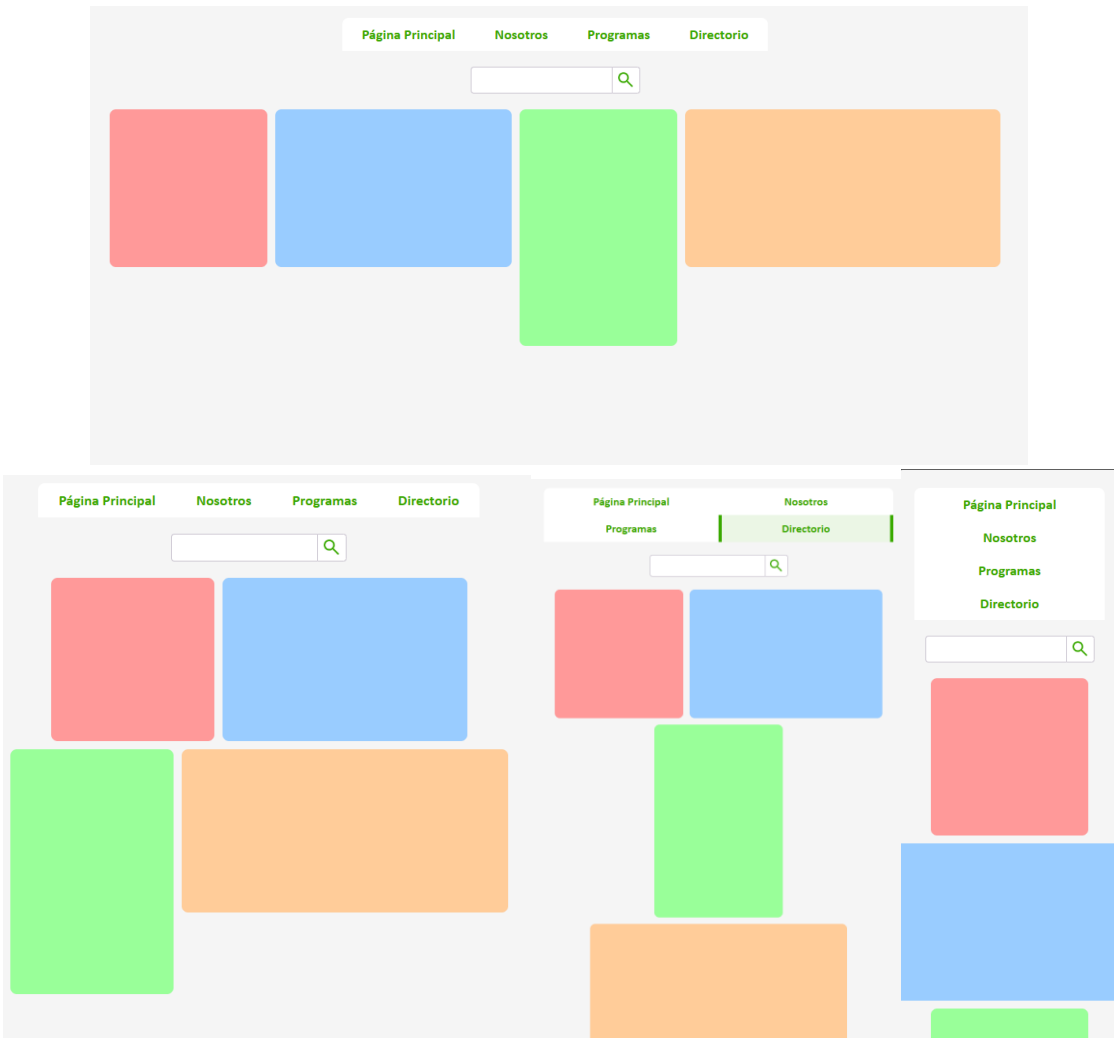 Página Principal Nosotros Programas Directorio
Página Principal Nosotros Programas Directorio
Página Principal Nosotros
Programas Directorio
Página Principal
Nosotros
Programas
Directorio